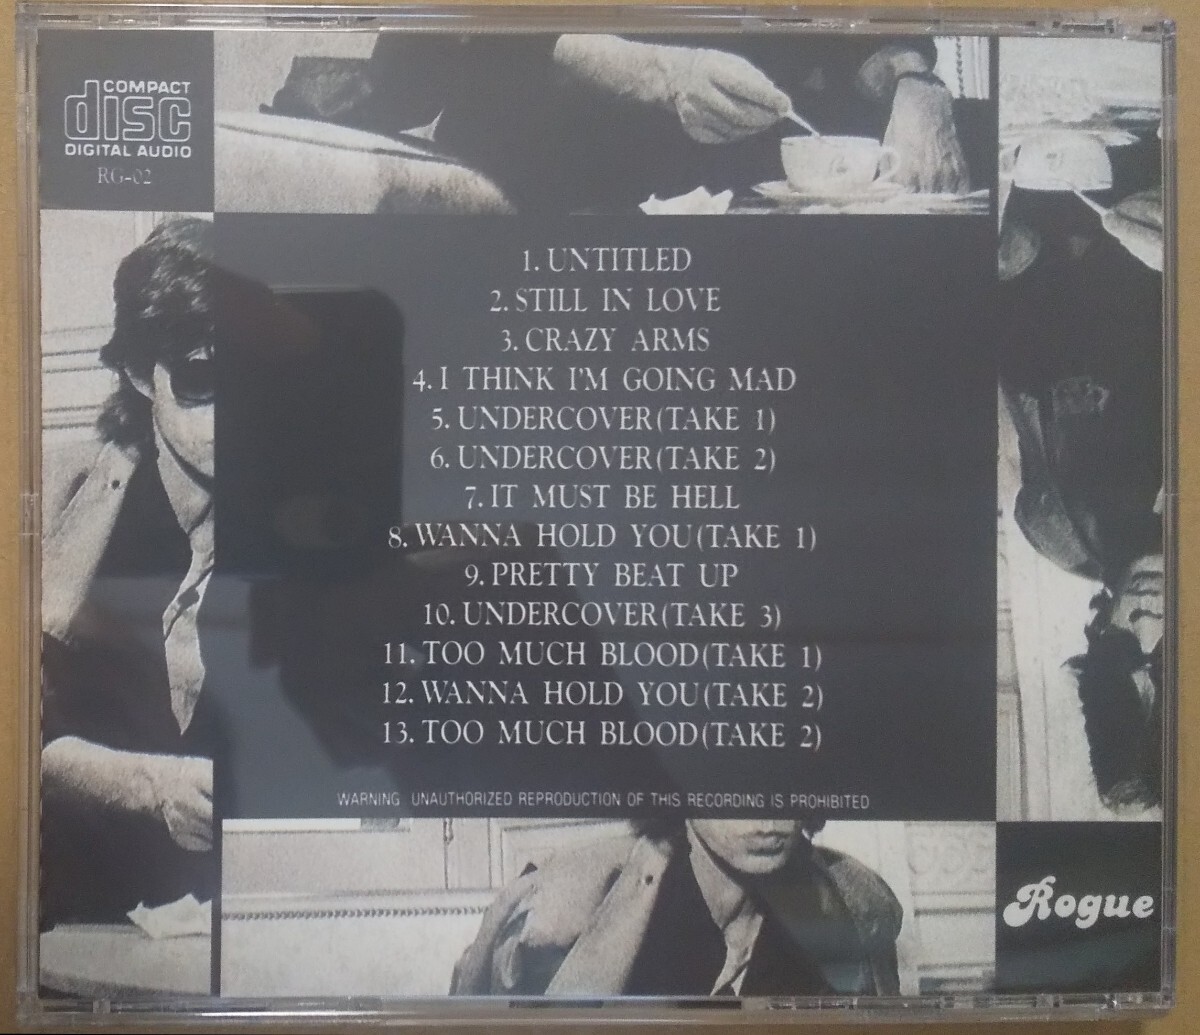 COMPACT
disc
DIGITAL AUDIO
RG-02
1. UNTITLED
2. STILL IN LOVE
3. CRAZY ARMS
4. I THINK I'M GOING MAD
5. UNDERCOVER(TAKE 1)
6. UNDERCOVER(TAKE 2)
7. IT MUST BE HELL
8. WANNA HOLD YOU(TAKE 1)
9. PRETTY BEAT UP
10. UNDERCOVER(TAKE 3)
11. TOO MUCH BLOOD(TAKE 1)
12. WANNA HOLD YOU(TAKE 2)
13. TOO MUCH BLOOD(TAKE 2)
WARNING UNAUTHORIZED REPRODUCTION OF THIS RECORDING IS PROHIBITED
Rogue